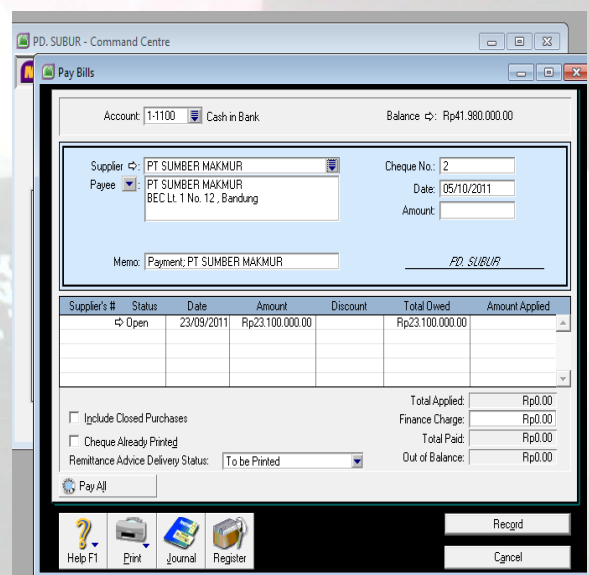 PD. SUBUR - Command Centre
Pay Bills
Account: 1-1100 Cash in Bank Balance ⇨: Rp41.980.000.00
Supplier ⇨: PT SUMBER MAKMUR Cheque No.: 2
Payee : PT SUMBER MAKMUR Date: 05/10/2011
BEC Lt. 1 No. 12 , Bandung
Amount:
Memo: Payment; PT SUMBER MAKMUR PD. SUBUR
Supplier's # Status Date Amount Discount Total Owed Amount Applied
⇨ Open 23/09/2011 Rp23.100.000.00 Rp23.100.000.00
Total Applied: Rp0.00
Include Closed Purchases Finance Charge: Rp0.00
Cheque Already Printed Total Paid: Rp0.00
Remittance Advice Delivery Status: To be Printed Out of Balance: Rp0.00
Pay All
Help F1 Print Journal Register
Record
Cancel